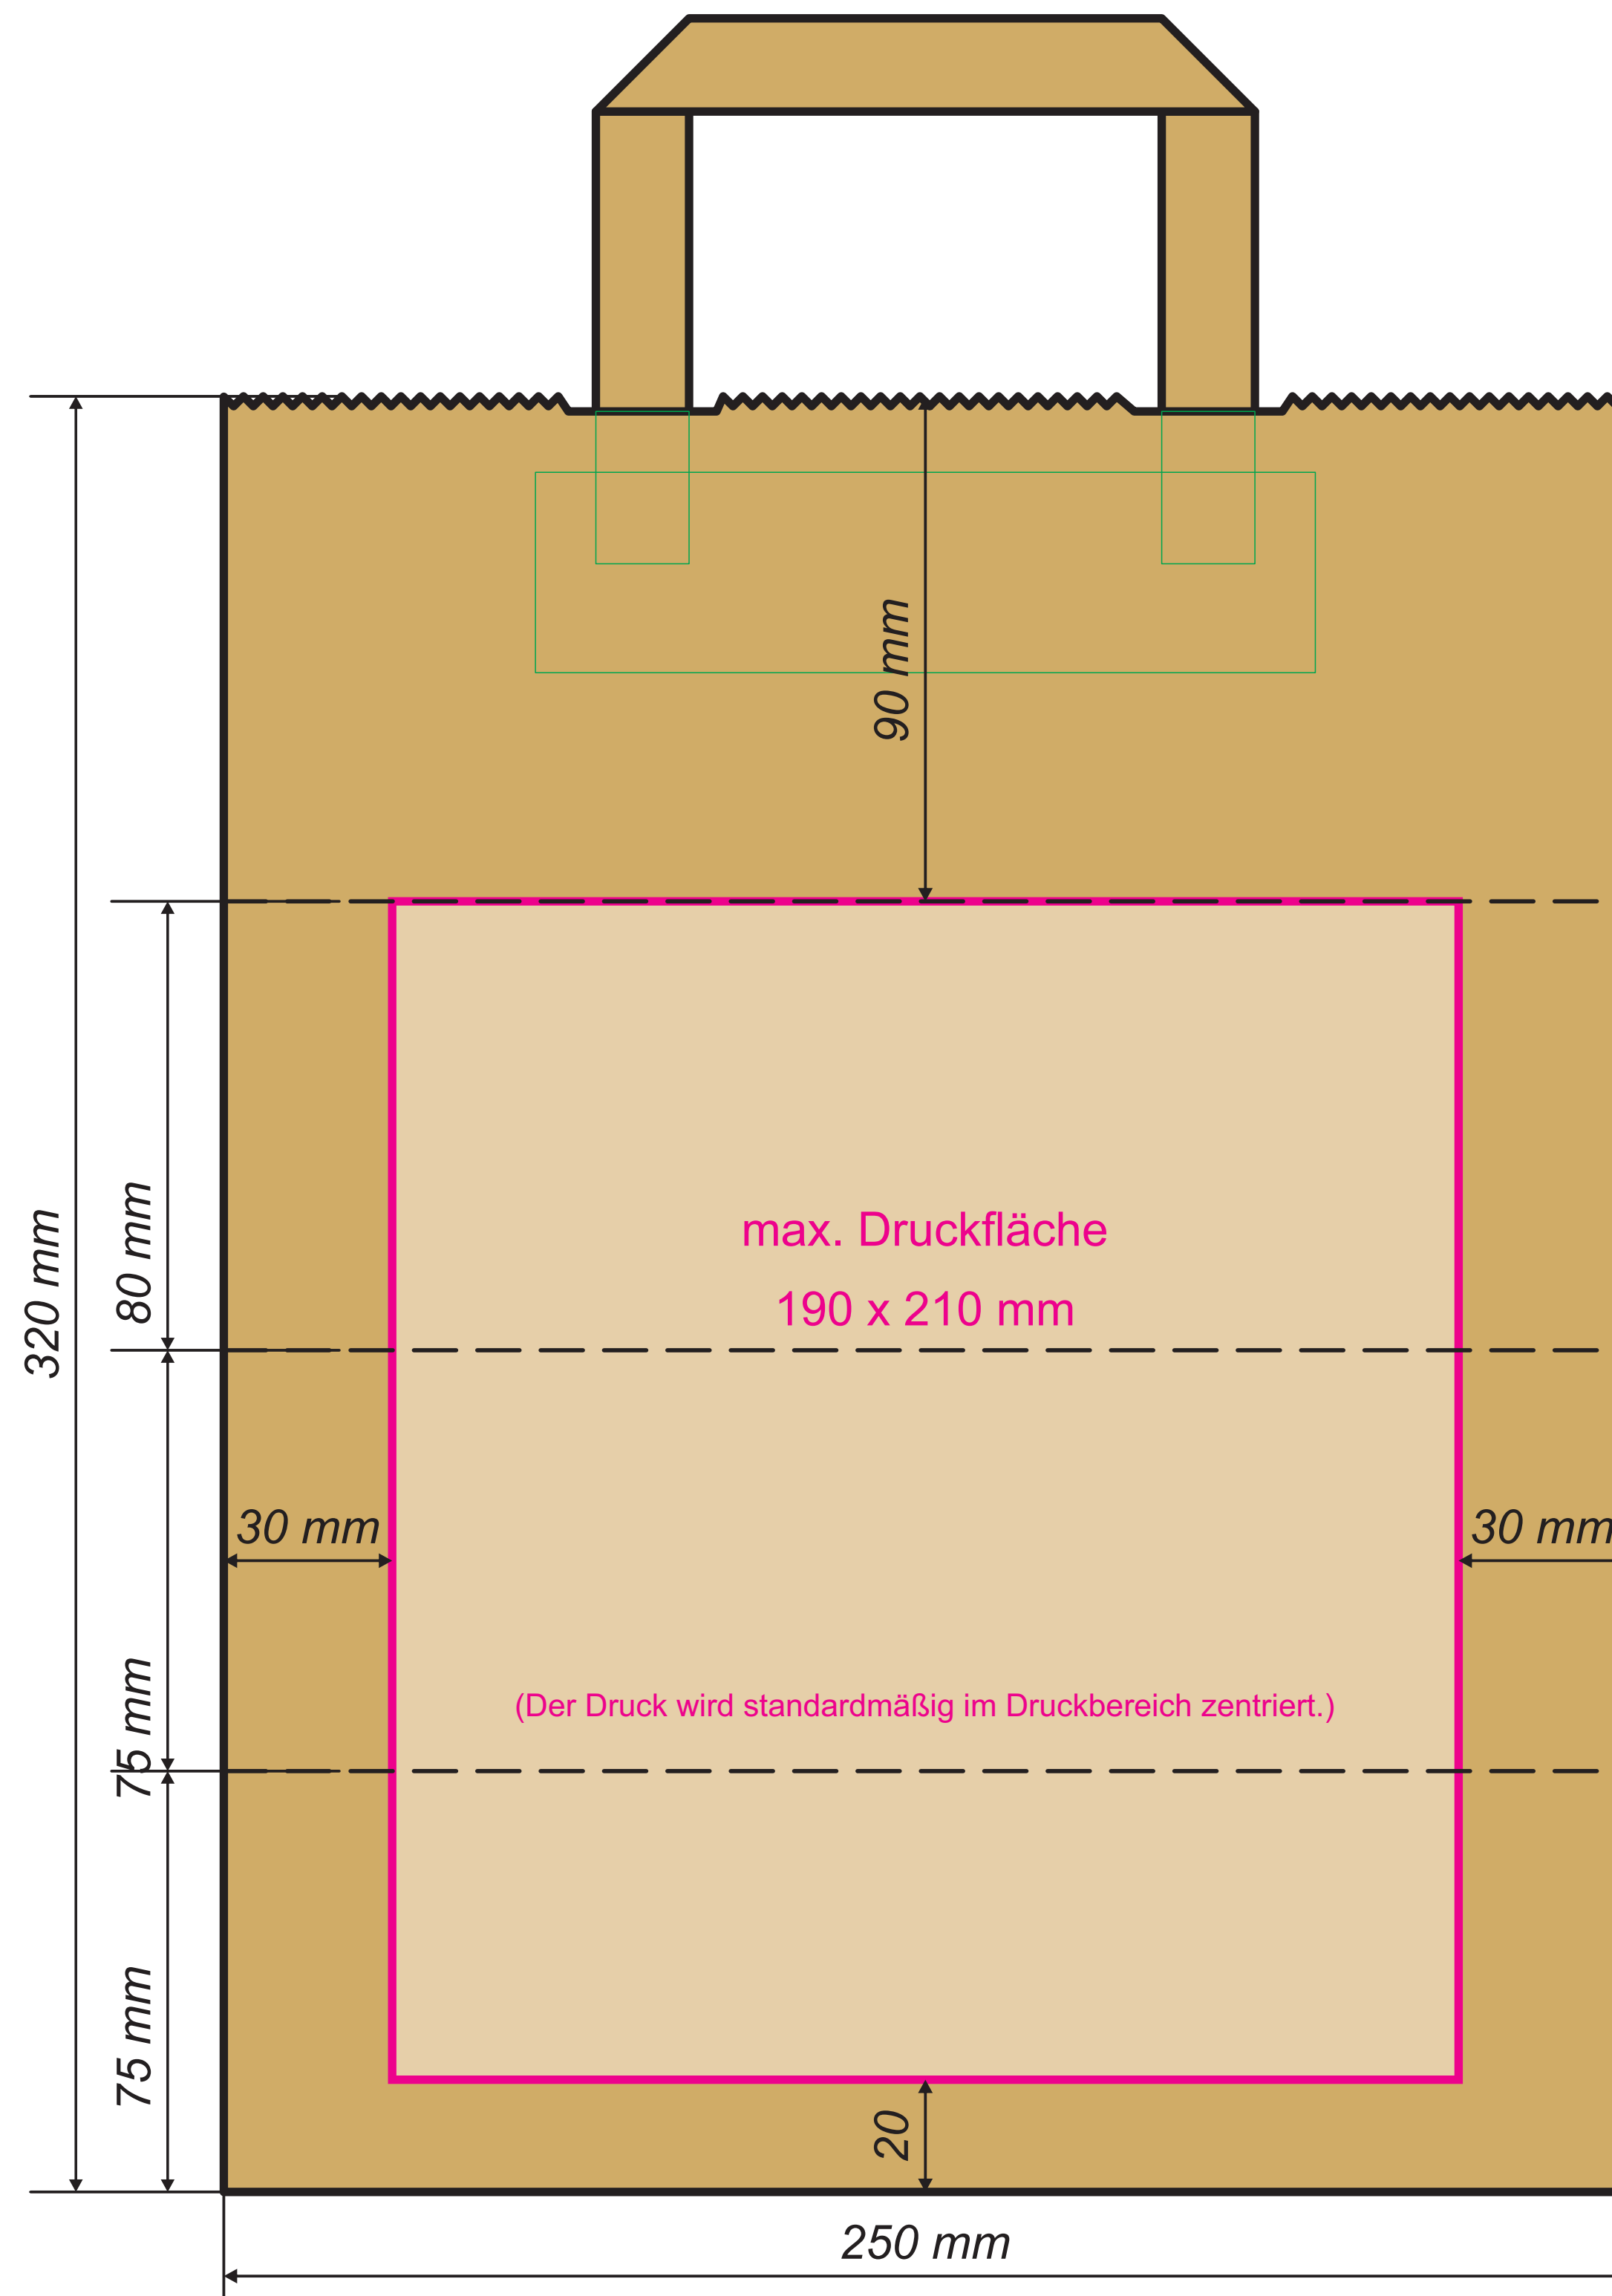 90 mm
320 mm
80 mm
max. Druckfläche
190 x 210 mm
30 mm
30 mm
75 mm
(Der Druck wird standardmäßig im Druckbereich zentriert.)
75 mm
20
250 mm